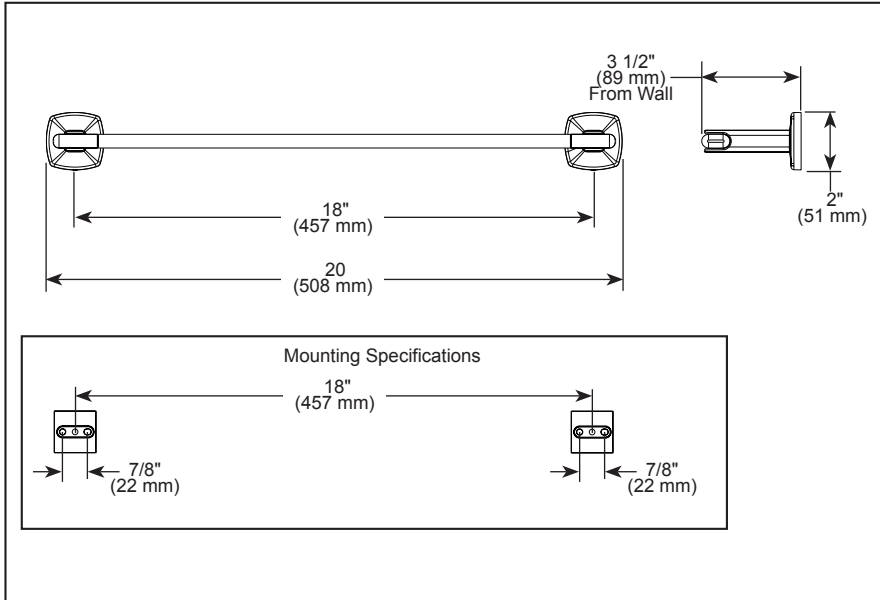 3 1/2"
(89 mm)
From Wall
2"
(51 mm)
18"
(457 mm)
20
(508 mm)
Mounting Specifications
18"
(457 mm)
7/8"
(22 mm)
7/8"
(22 mm)